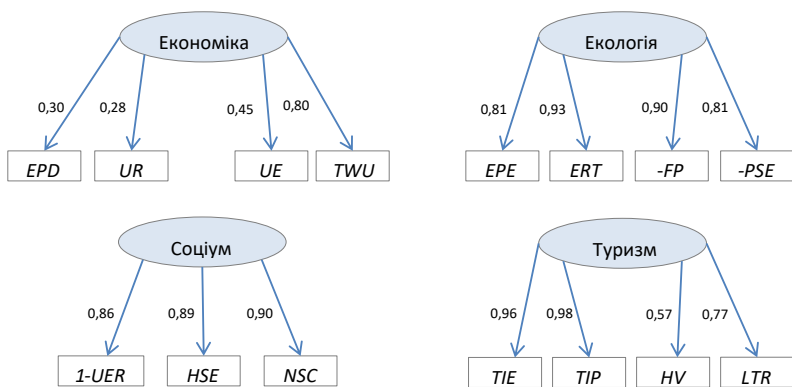 Економіка
0,30
0,28
0,45
0,80
EPD
UR
UE
TWU
Екологія
0,81
0,93
0,90
0,81
EPE
ERT
-FP
-PSE
Соціум
0,86
0,89
0,90
1-UER
HSE
NSC
Туризм
0,96
0,98
0,57
0,77
TIE
TIP
HV
LTR